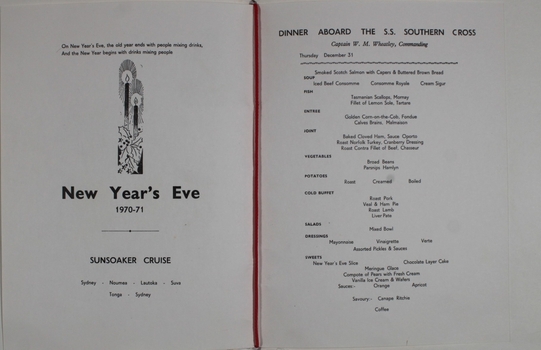 On New Year's Eve, the old year ends with people mixing drinks,
And the New Year begins with drinks mixing people
New Year's Eve
1970-71
SUNSOAKER CRUISE
Sydney - Noumea - Lautoka - Suva
Tonga - Sydney
DINNER ABOARD THE S.S. SOUTHERN CROSS
Captain W. M. Wheatley, Commanding
Thursday December 31
Smoked Scotch Salmon with Capers & Buttered Brown Bread
SOUP
Iced Beef Consomme Consomme Royale Cream Sigur
FISH
Tasmanian Scallops, Mornay
Fillet of Lemon Sole, Tartare
ENTREE
Golden Corn-on-the-Cob, Fondue
Calves Brains, Malmaison
JOINT
Baked Cloved Ham, Sauce Oporto
Roast Norfolk Turkey, Cranberry Dressing
Roast Contre Fillet of Beef, Chasseur
VEGETABLES
Broad Beans
Parsnips Hamlyn
POTATOES
Roast Creamed Boiled
COLD BUFFET
Roast Pork
Veal & Ham Pie
Roast Lamb
Liver Pate
SALADS
Mixed Bowl
DRESSINGS
Mayonnaise Vinegrette Verte
Assorted Pickles & Sauces
SWEETS
New Year's Eve Slice Chocolate Layer Cake
Meringue Glace
Compote of Pears with Fresh Cream
Vanilla Ice Cream & Wafers
Sauces:- Orange Apricot
Savoury:- Canape Ritchie
Coffee